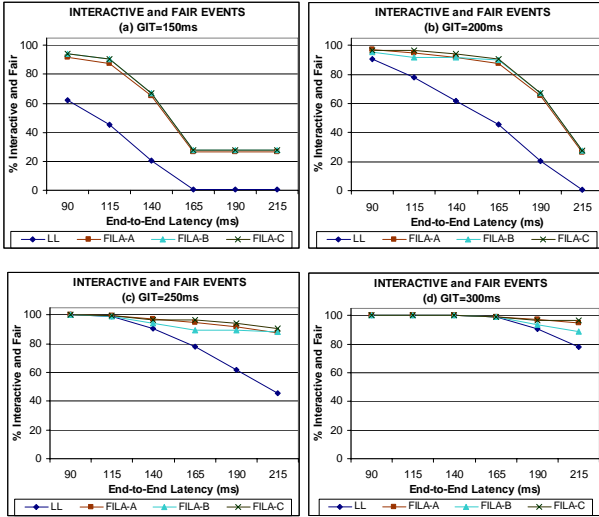 INTERACTIVE and FAIR EVENTS
(a) GIT=150ms
% Interactive and Fair
100
80
60
40
20
0
90 115 140 165 190 215
End-to-End Latency (ms)
LL FILA-A FILA-B FILA-C
INTERACTIVE and FAIR EVENTS
(b) GIT=200ms
% Interactive and Fair
100
80
60
40
20
0
90 115 140 165 190 215
End-to-End Latency (ms)
LL FILA-A FILA-B FILA-C
INTERACTIVE and FAIR EVENTS
(c) GIT=250ms
% Interactive and Fair
100
80
60
40
20
0
90 115 140 165 190 215
End-to-End Latency (ms)
LL FILA-A FILA-B FILA-C
INTERACTIVE and FAIR EVENTS
(d) GIT=300ms
% Interactive and Fair
100
80
60
40
20
0
90 115 140 165 190 215
End-to-End Latency (ms)
LL FILA-A FILA-B FILA-C